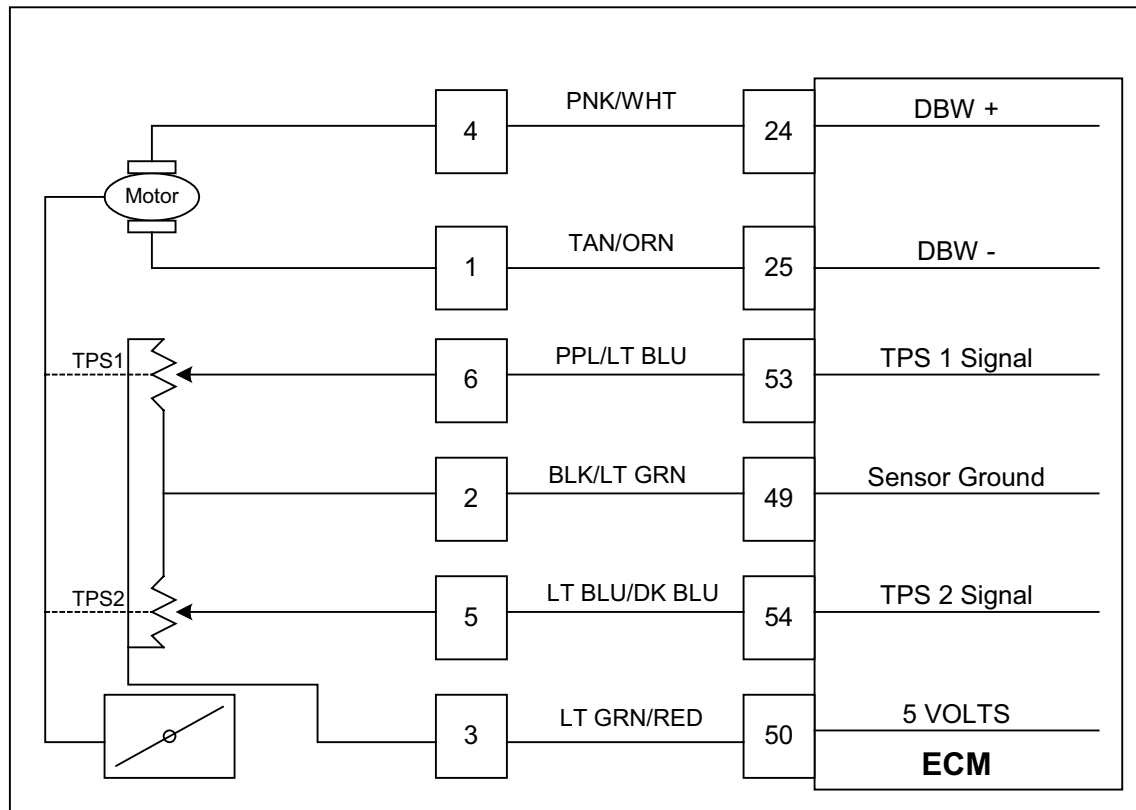 PNK/WHT
4
24
DBW +
Motor
TAN/ORN
1
25
DBW -
TPS1
PPL/LT BLU
6
53
TPS 1 Signal
BLK/LT GRN
2
49
Sensor Ground
TPS2
LT BLU/DK BLU
5
54
TPS 2 Signal
LT GRN/RED
3
50
5 VOLTS
ECM